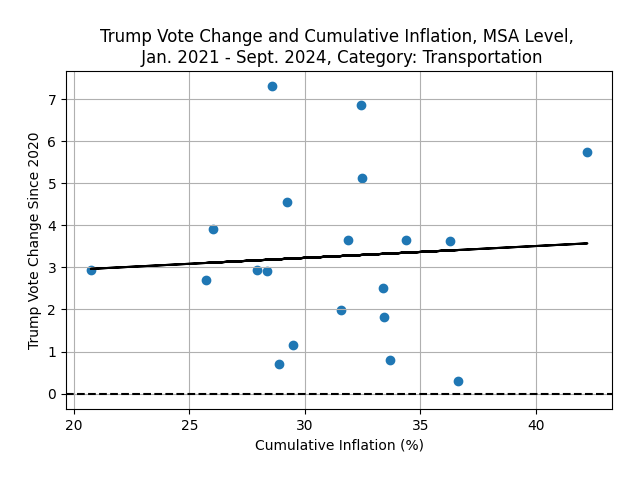 Trump Vote Change and Cumulative Inflation, MSA Level,
Jan. 2021 - Sept. 2024, Category: Transportation
Trump Vote Change Since 2020
7
6
5
4
3
2
1
0
20 25 30 35 40
Cumulative Inflation (%)